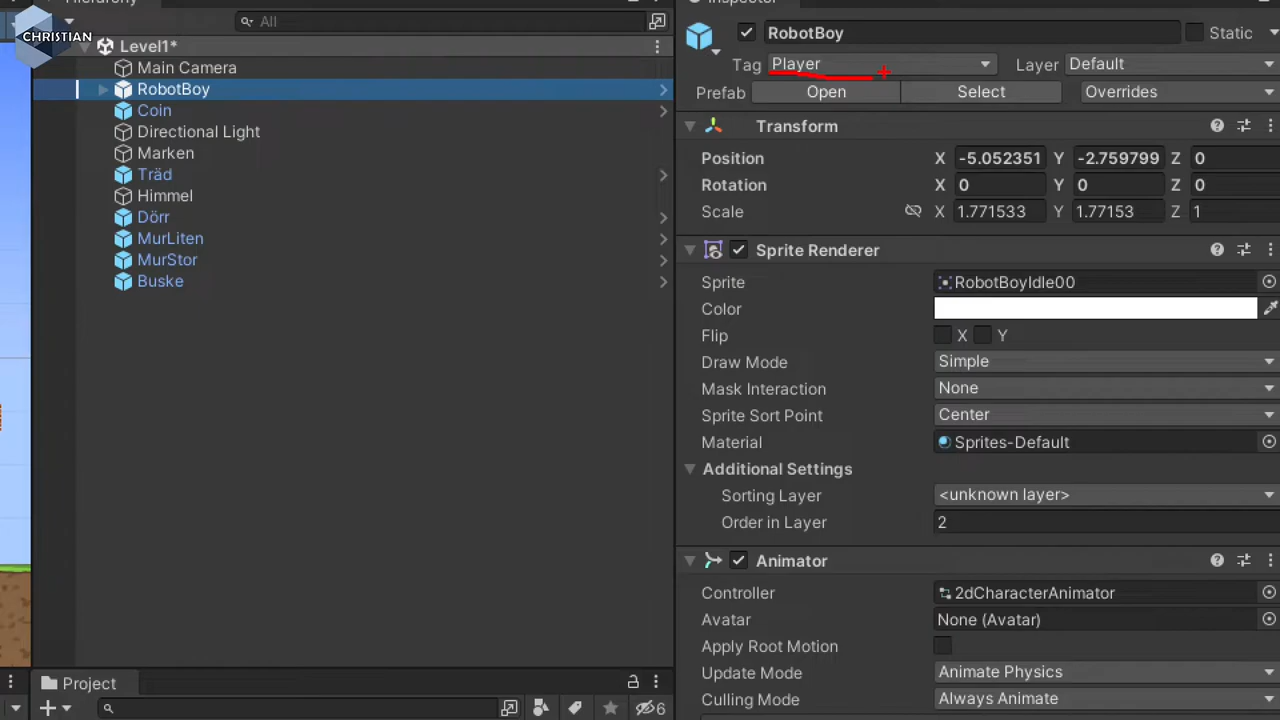 Hierarchy
Inspector
CHRISTIAN
All
RobotBoy
Static
Level1*
Tag Player Layer Default
Main Camera
RobotBoy
Prefab Open Select Overrides
Coin
Directional Light
Marken
Träd
Himmel
Dörr
MurLiten
MurStor
Buske
Transform
Position X -5.052351 Y -2.759799 Z 0
Rotation X 0 Y 0 Z 0
Scale X 1.771533 Y 1.77153 Z 1
Sprite Renderer
Sprite RobotBoyIdle00
Color
Flip X Y
Draw Mode Simple
Mask Interaction None
Sprite Sort Point Center
Material Sprites-Default
Additional Settings
Sorting Layer <unknown layer>
Order in Layer 2
Animator
Controller 2dCharacterAnimator
Avatar None (Avatar)
Apply Root Motion
Update Mode Animate Physics
Culling Mode Always Animate
Project
6